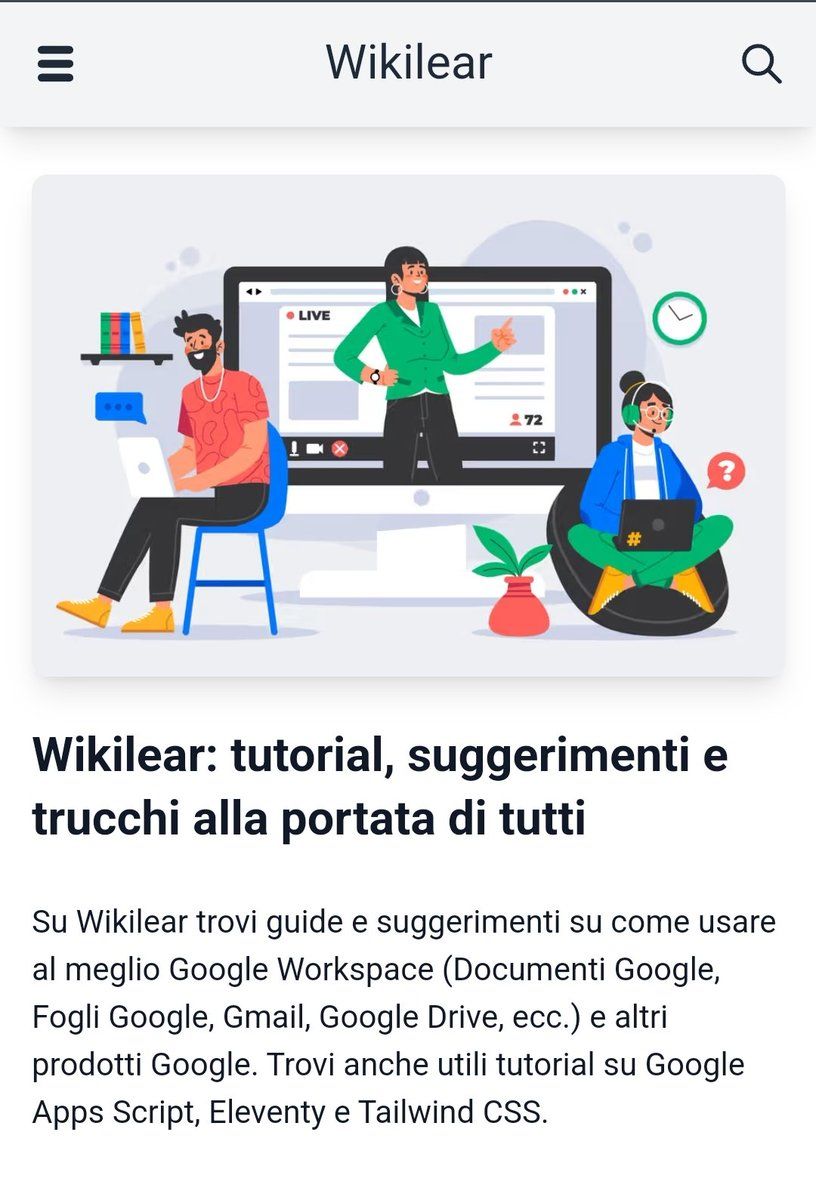 Wikilear
LIVE
72
?
#
Wikilear: tutorial, suggerimenti e
trucchi alla portata di tutti
Su Wikilear trovi guide e suggerimenti su come usare
al meglio Google Workspace (Documenti Google,
Fogli Google, Gmail, Google Drive, ecc.) e altri
prodotti Google. Trovi anche utili tutorial su Google
Apps Script, Eleventy e Tailwind CSS.